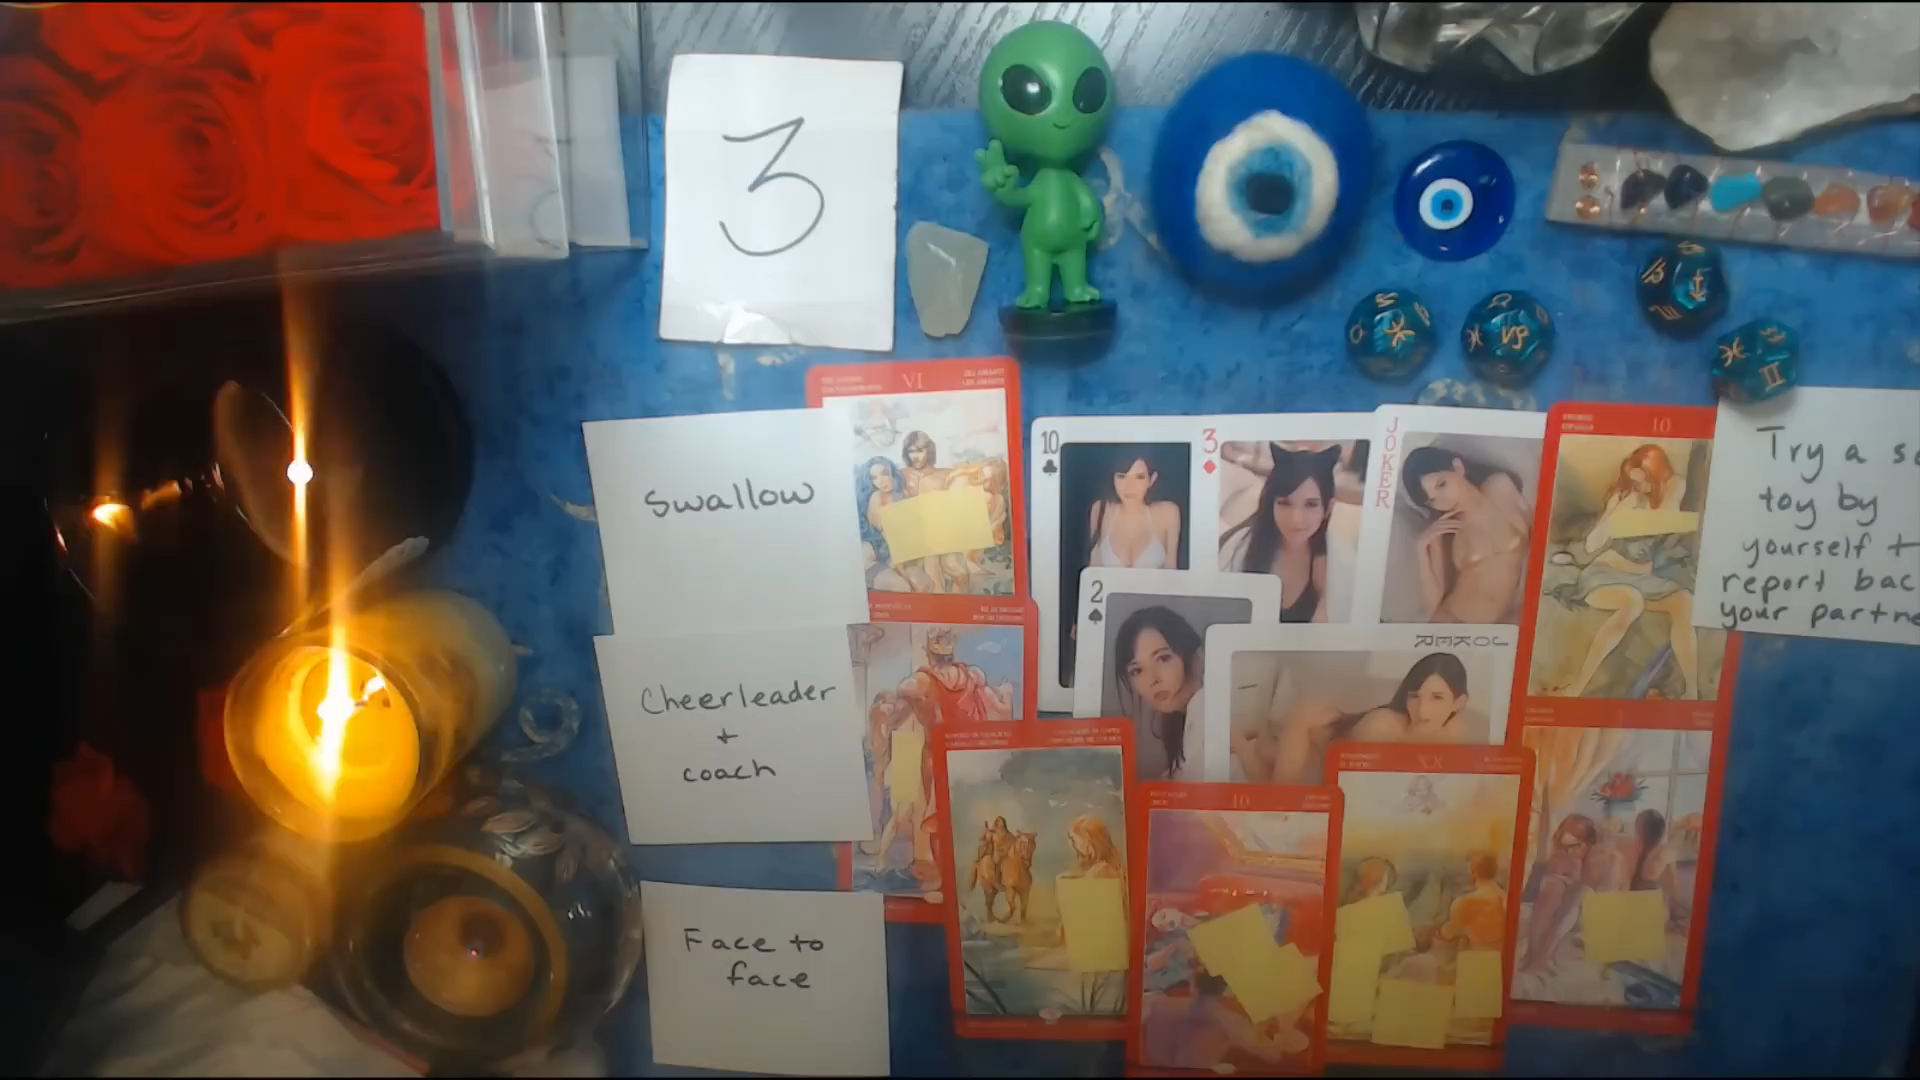 3
VI
Swallow
10
3
JOKER
10
Try a
toy by
yourself +
report
your
2
JOKER
Cheerleader
+
coach
10
XX
Face to
face